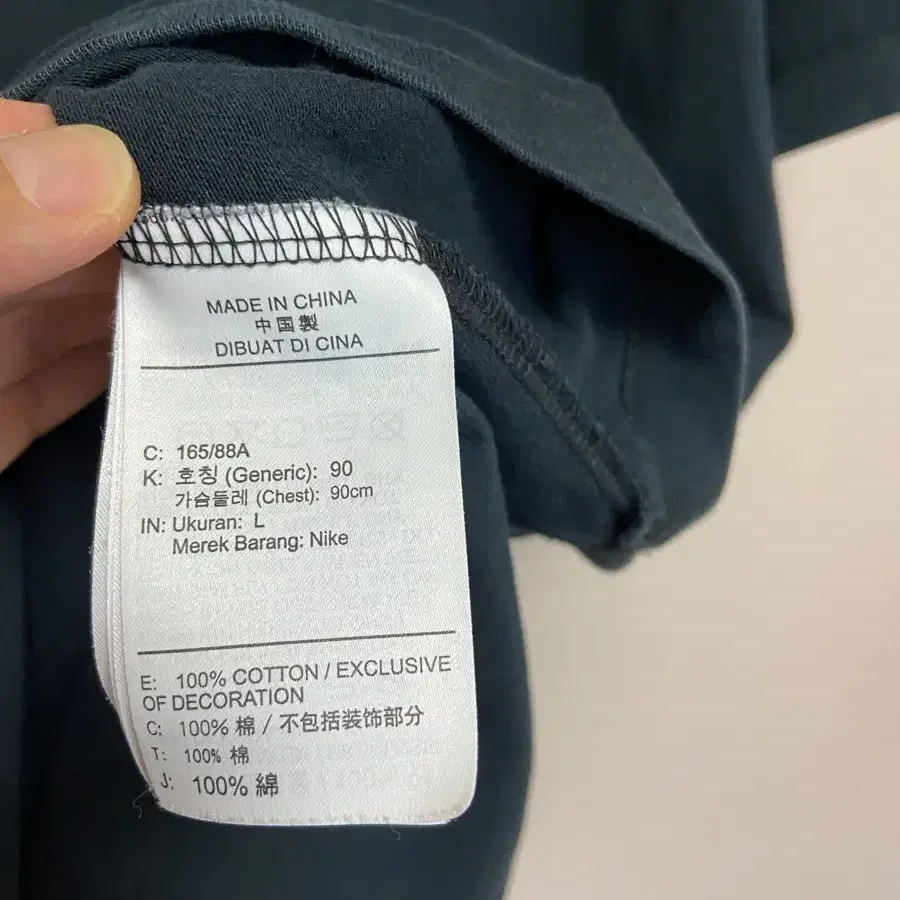 MADE IN CHINA
中国製
DIBUAT DI CINA
C: 165/88A
K: 호칭 (Generic): 90
가슴둘레 (Chest): 90cm
IN: Ukuran: L
Merek Barang: Nike
E: 100% COTTON / EXCLUSIVE
OF DECORATION
C: 100% 棉 / 不包括装饰部分
T: 100% 棉
J: 100% 綿